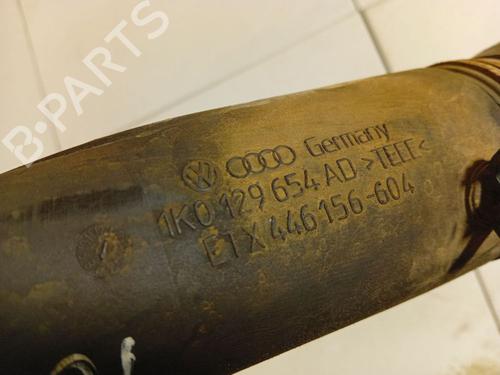 B-PARTS
Germany
1K0 129 654 AD >TEEE<
ETX 446 156-604